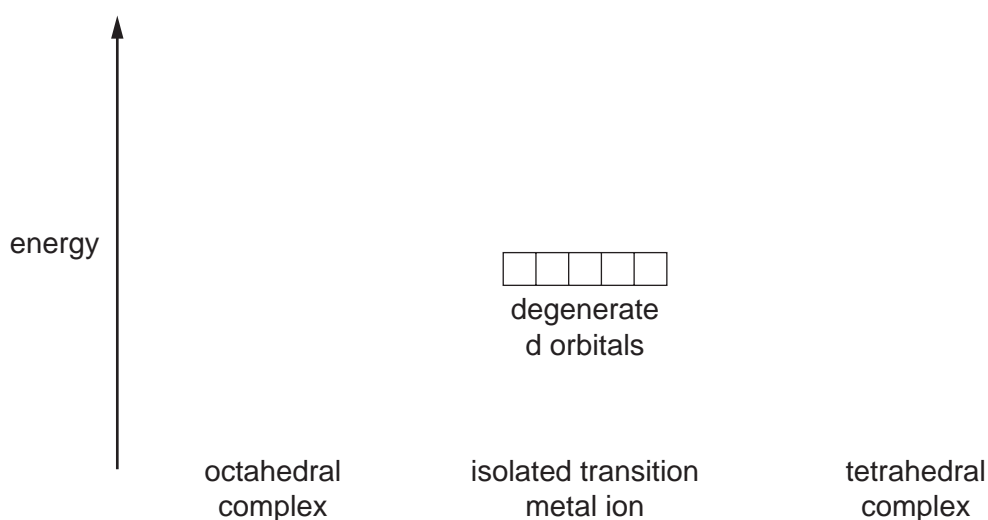 energy
degenerate
d orbitals
octahedral
complex
isolated transition
metal ion
tetrahedral
complex